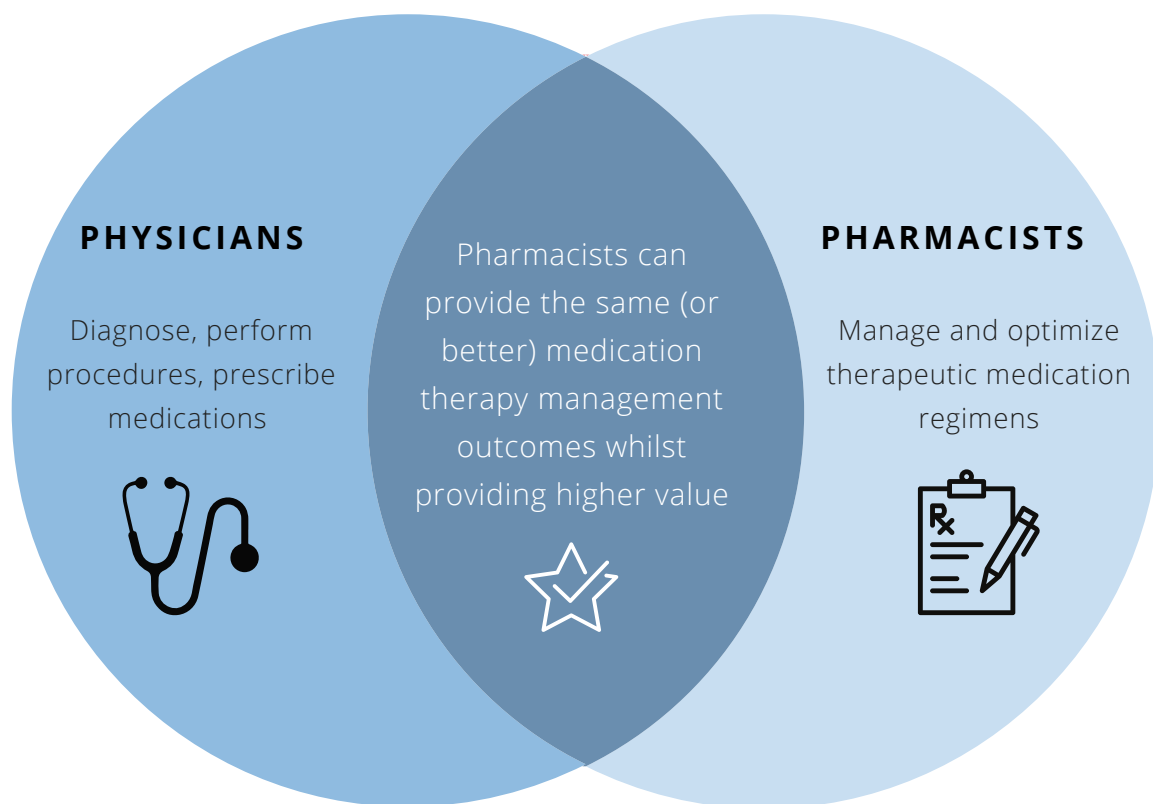 PHYSICIANS
Diagnose, perform
procedures, prescribe
medications
Pharmacists can
provide the same (or
better) medication
therapy management
outcomes whilst
providing higher value
PHARMACISTS
Manage and optimize
therapeutic medication
regimens
Rx